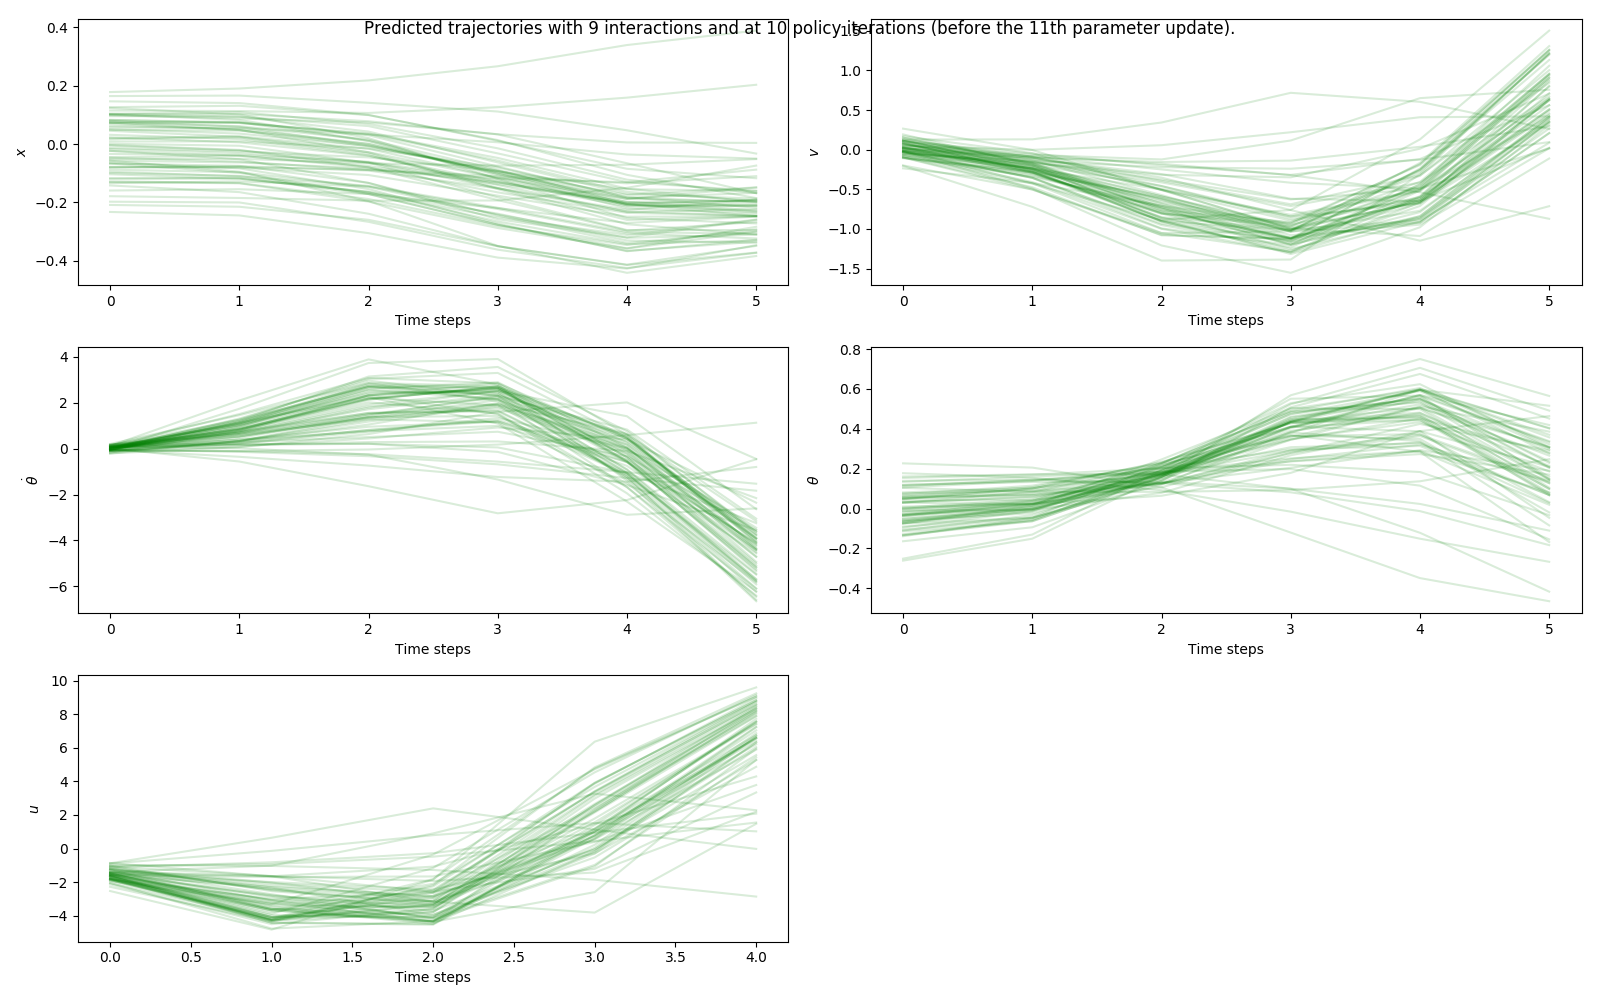 Predicted trajectories with 9 interactions and at 10 policy iterations (before the 11th parameter update).
0.4
0.2
0.0
−0.2
−0.4
x
0 1 2 3 4 5
Time steps
1.5
1.0
0.5
0.0
−0.5
−1.0
−1.5
v
0 1 2 3 4 5
Time steps
4
2
0
−2
−4
−6
θ̇
0 1 2 3 4 5
Time steps
0.8
0.6
0.4
0.2
0.0
−0.2
−0.4
θ
0 1 2 3 4 5
Time steps
10
8
6
4
2
0
−2
−4
u
0.0 0.5 1.0 1.5 2.0 2.5 3.0 3.5 4.0
Time steps